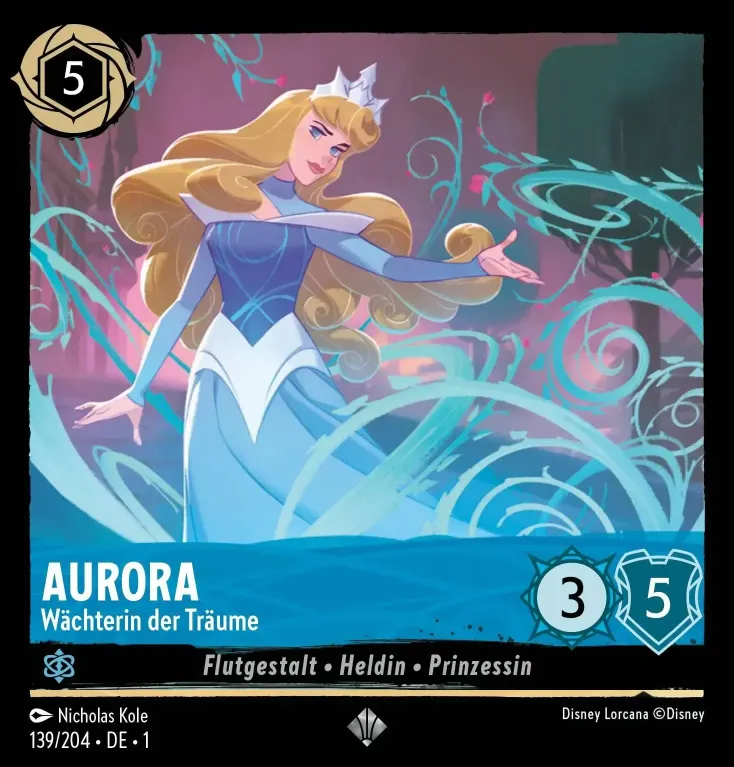 5
AURORA
Wächterin der Träume
3 5
Flutgestalt • Heldin • Prinzessin
Nicholas Kole
Disney Lorcana ©Disney
139/204 • DE • 1